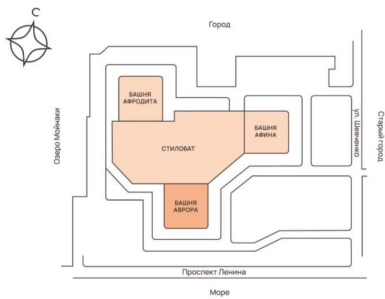 С
Город
БАШНЯ
АФРОДИТА
СТИЛОБАТ
БАШНЯ
АФИНА
БАШНЯ
АВРОРА
Озеро Мойнаки
ул. Шевченко
Старый город
Проспект Ленина
Море